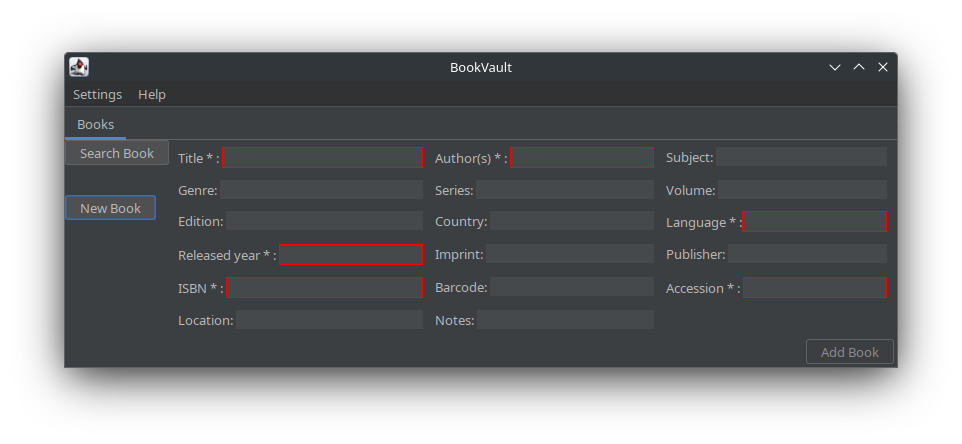 BookVault
Settings Help
Books
Search Book
New Book
Title * : Author(s) * : Subject:
Genre: Series: Volume:
Edition: Country: Language * :
Released year * : Imprint: Publisher:
ISBN * : Barcode: Accession * :
Location: Notes:
Add Book